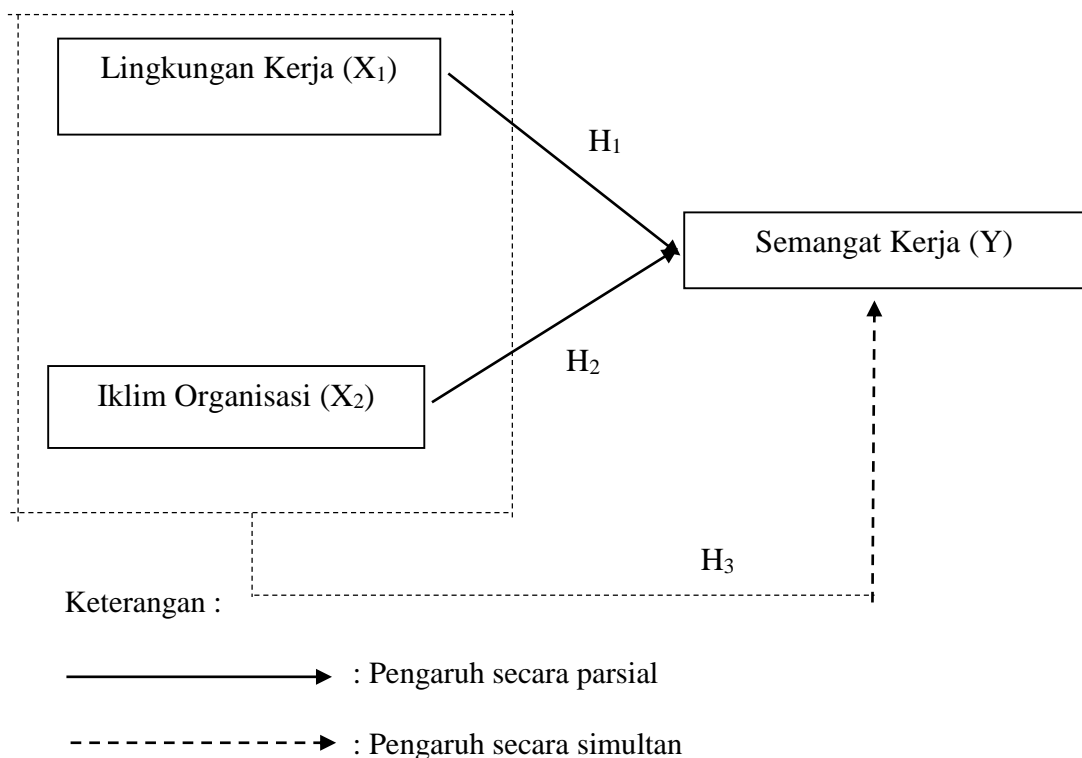 Lingkungan Kerja (X₁)
H₁
Semangat Kerja (Y)
H₂
Iklim Organisasi (X₂)
H₃
Keterangan :
: Pengaruh secara parsial
: Pengaruh secara simultan